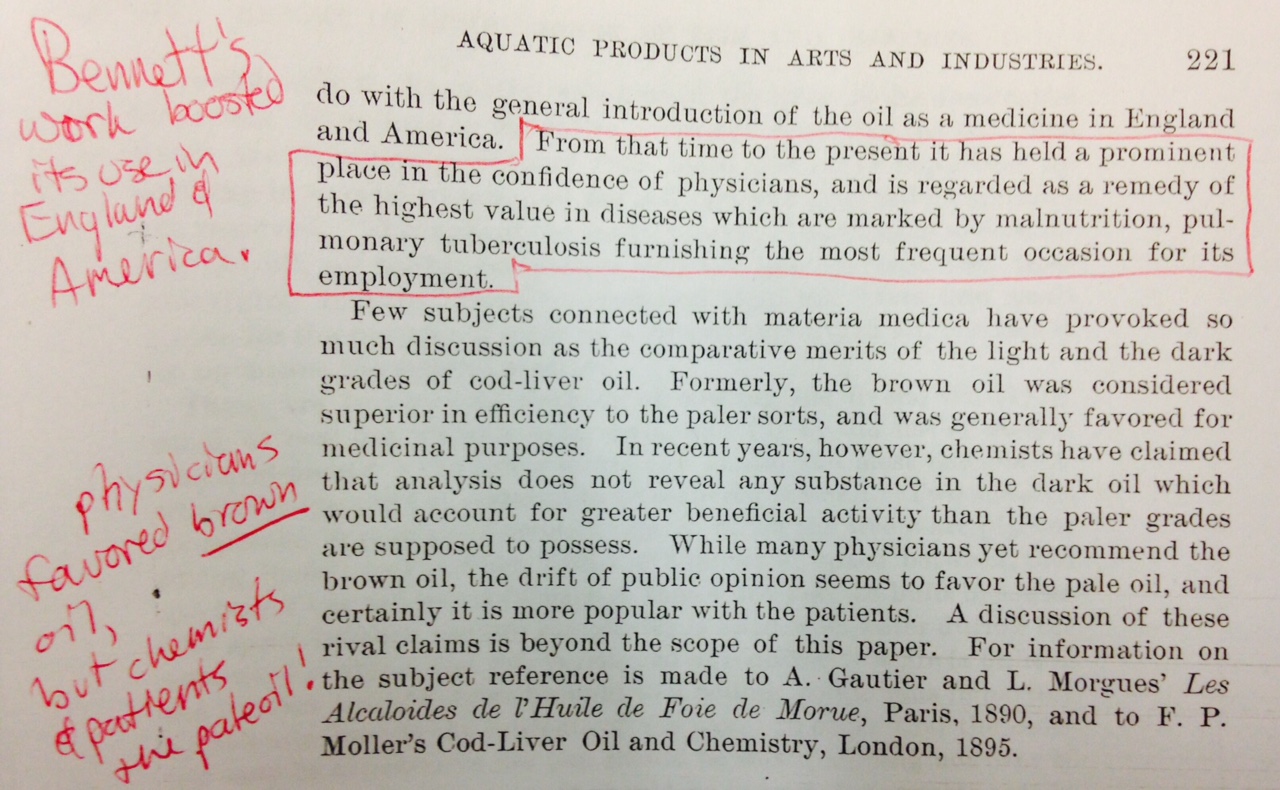 AQUATIC PRODUCTS IN ARTS AND INDUSTRIES. 221
Bennett's
work boosted
its use in
England &
America.
do with the general introduction of the oil as a medicine in England
and America. From that time to the present it has held a prominent
place in the confidence of physicians, and is regarded as a remedy of
the highest value in diseases which are marked by malnutrition, pul-
monary tuberculosis furnishing the most frequent occasion for its
employment.
Few subjects connected with materia medica have provoked so
much discussion as the comparative merits of the light and the dark
grades of cod-liver oil. Formerly, the brown oil was considered
superior in efficiency to the paler sorts, and was generally favored for
medicinal purposes. In recent years, however, chemists have claimed
that analysis does not reveal any substance in the dark oil which
would account for greater beneficial activity than the paler grades
are supposed to possess. While many physicians yet recommend the
brown oil, the drift of public opinion seems to favor the pale oil, and
certainly it is more popular with the patients. A discussion of these
rival claims is beyond the scope of this paper. For information on
the subject reference is made to A. Gautier and L. Morgues' Les
Alcaloides de l'Huile de Foie de Morue, Paris, 1890, and to F. P.
Moller's Cod-Liver Oil and Chemistry, London, 1895.
physicians
favored brown
oil,
but chemists
& patients
the pale oil!